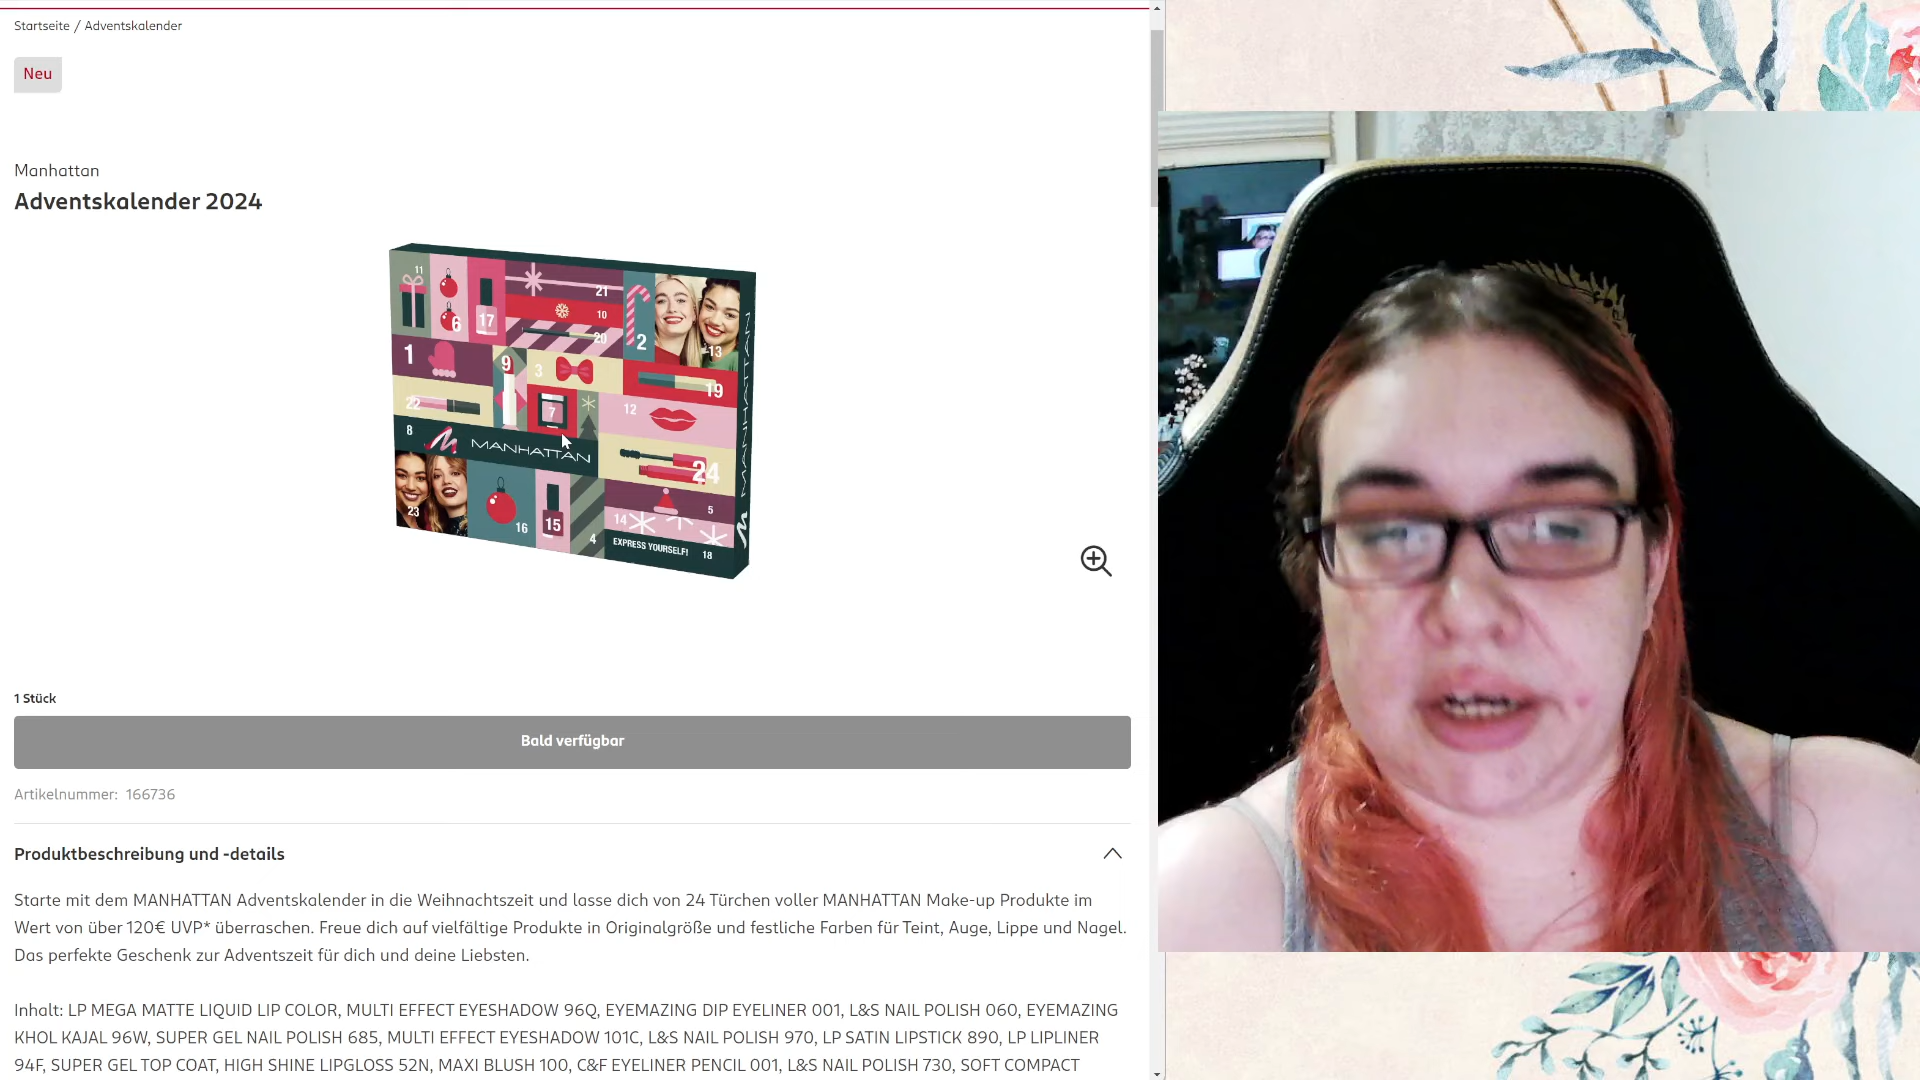 Startseite / Adventskalender
Neu
Manhattan
Adventskalender 2024
11
6
17
21
10
20
2
13
1
9
3
19
22
7
12
8
MANHATTAN
24
MANHATTAN
23
16
15
4
14
5
EXPRESS YOURSELF!
18
1 Stück
Bald verfügbar
Artikelnummer: 166736
Produktbeschreibung und -details
Starte mit dem MANHATTAN Adventskalender in die Weihnachtszeit und lasse dich von 24 Türchen voller MANHATTAN Make-up Produkte im
Wert von über 120€ UVP* überraschen. Freue dich auf vielfältige Produkte in Originalgröße und festliche Farben für Teint, Auge, Lippe und Nagel.
Das perfekte Geschenk zur Adventszeit für dich und deine Liebsten.
Inhalt: LP MEGA MATTE LIQUID LIP COLOR, MULTI EFFECT EYESHADOW 96Q, EYEMAZING DIP EYELINER 001, L&S NAIL POLISH 060, EYEMAZING
KHOL KAJAL 96W, SUPER GEL NAIL POLISH 685, MULTI EFFECT EYESHADOW 101C, L&S NAIL POLISH 970, LP SATIN LIPSTICK 890, LP LIPLINER
94F, SUPER GEL TOP COAT, HIGH SHINE LIPGLOSS 52N, MAXI BLUSH 100, C&F EYELINER PENCIL 001, L&S NAIL POLISH 730, SOFT COMPACT